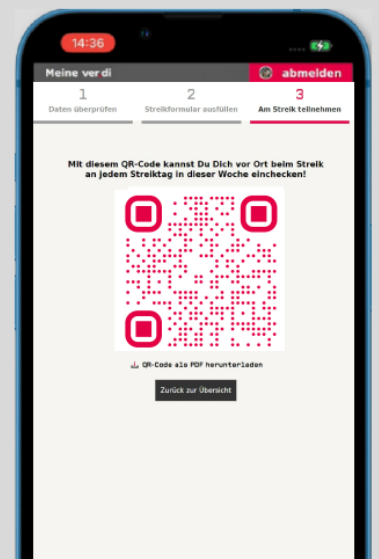 14:36
Meine ver di
abmelden
1
Daten überprüfen
2
Streikformular ausfüllen
3
Am Streik teilnehmen
Mit diesem QR-Code kannst Du Dich vor Ort beim Streik
an jedem Streiktag in dieser Woche einchecken!
QR-Code als PDF herunterladen
Zurück zur Übersicht